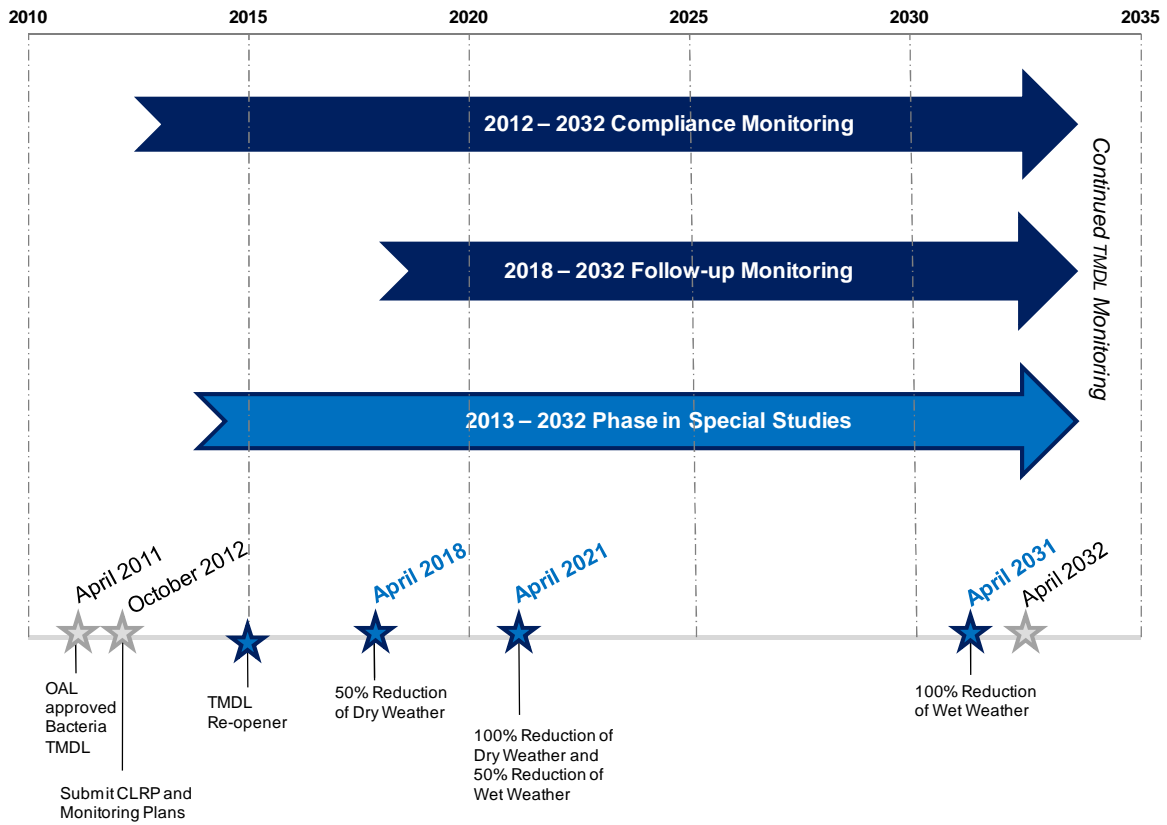 2010 2015 2020 2025 2030 2035
2012 – 2032 Compliance Monitoring
Continued TMDL Monitoring
2018 – 2032 Follow-up Monitoring
2013 – 2032 Phase in Special Studies
April 2011
October 2012
April 2018
April 2021
April 2031
April 2032
OAL
approved
Bacteria
TMDL
Submit CLRP and
Monitoring Plans
TMDL
Re-opener
50% Reduction
of Dry Weather
100% Reduction of
Dry Weather and
50% Reduction of
Wet Weather
100% Reduction
of Wet Weather